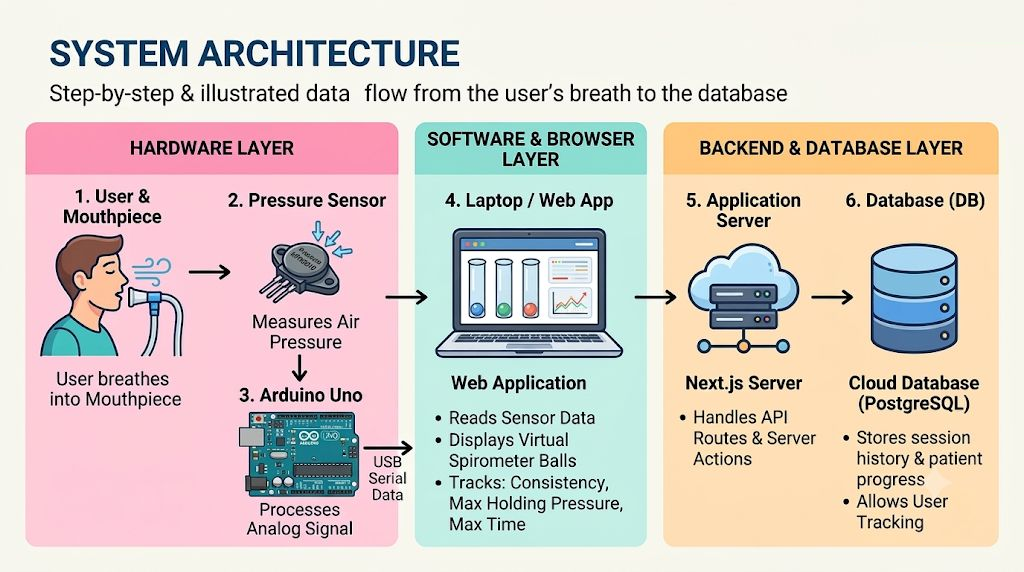 SYSTEM ARCHITECTURE
Step-by-step & illustrated data flow from the user's breath to the database
HARDWARE LAYER
1. User &
Mouthpiece
User breathes
into Mouthpiece
2. Pressure Sensor
Measures Air
Pressure
3. Arduino Uno
UNO
ARDUINO
Processes
Analog Signal
USB
Serial
Data
SOFTWARE & BROWSER
LAYER
4. Laptop / Web App
Web Application
• Reads Sensor Data
• Displays Virtual
Spirometer Balls
• Tracks: Consistency,
Max Holding Pressure,
Max Time
BACKEND & DATABASE LAYER
5. Application
Server
Next.js Server
• Handles API
Routes & Server
Actions
6. Database (DB)
Cloud Database
(PostgreSQL)
• Stores session
history & patient
progress
• Allows User
Tracking